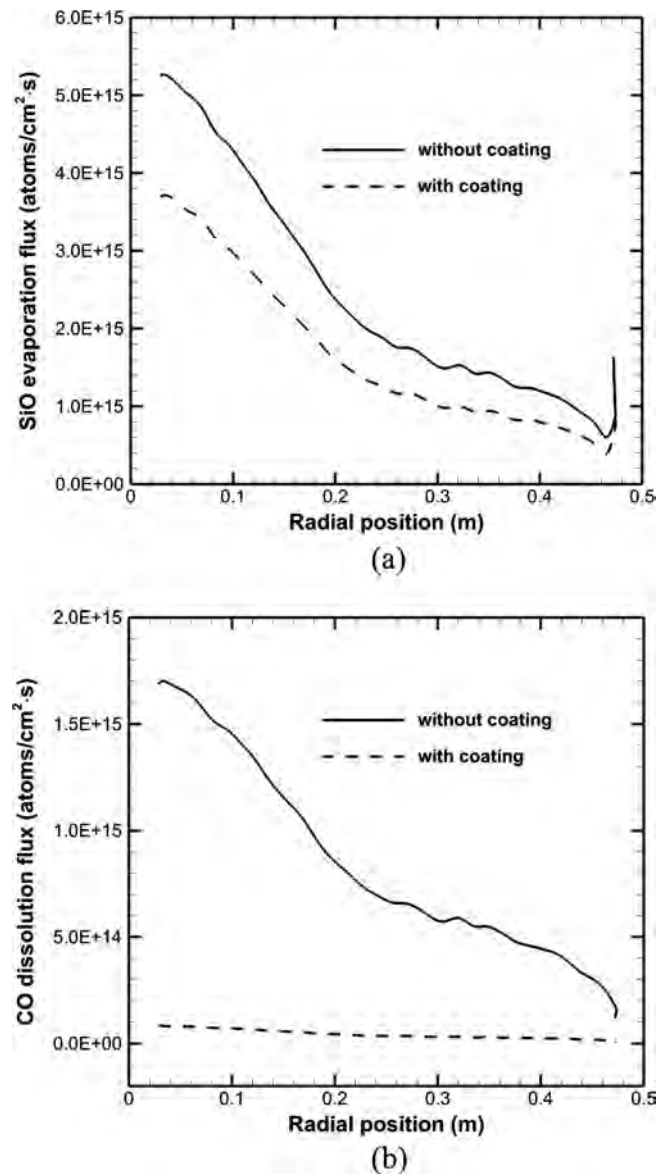 6.0E+15
5.0E+15
4.0E+15
3.0E+15
2.0E+15
1.0E+15
0.0E+00
SiO evaporation flux (atoms/cm²·s)
without coating
with coating
0
0.1
0.2
0.3
0.4
0.5
Radial position (m)
(a)
2.0E+15
1.5E+15
1.0E+15
5.0E+14
0.0E+00
CO dissolution flux (atoms/cm²·s)
without coating
with coating
0
0.1
0.2
0.3
0.4
0.5
Radial position (m)
(b)